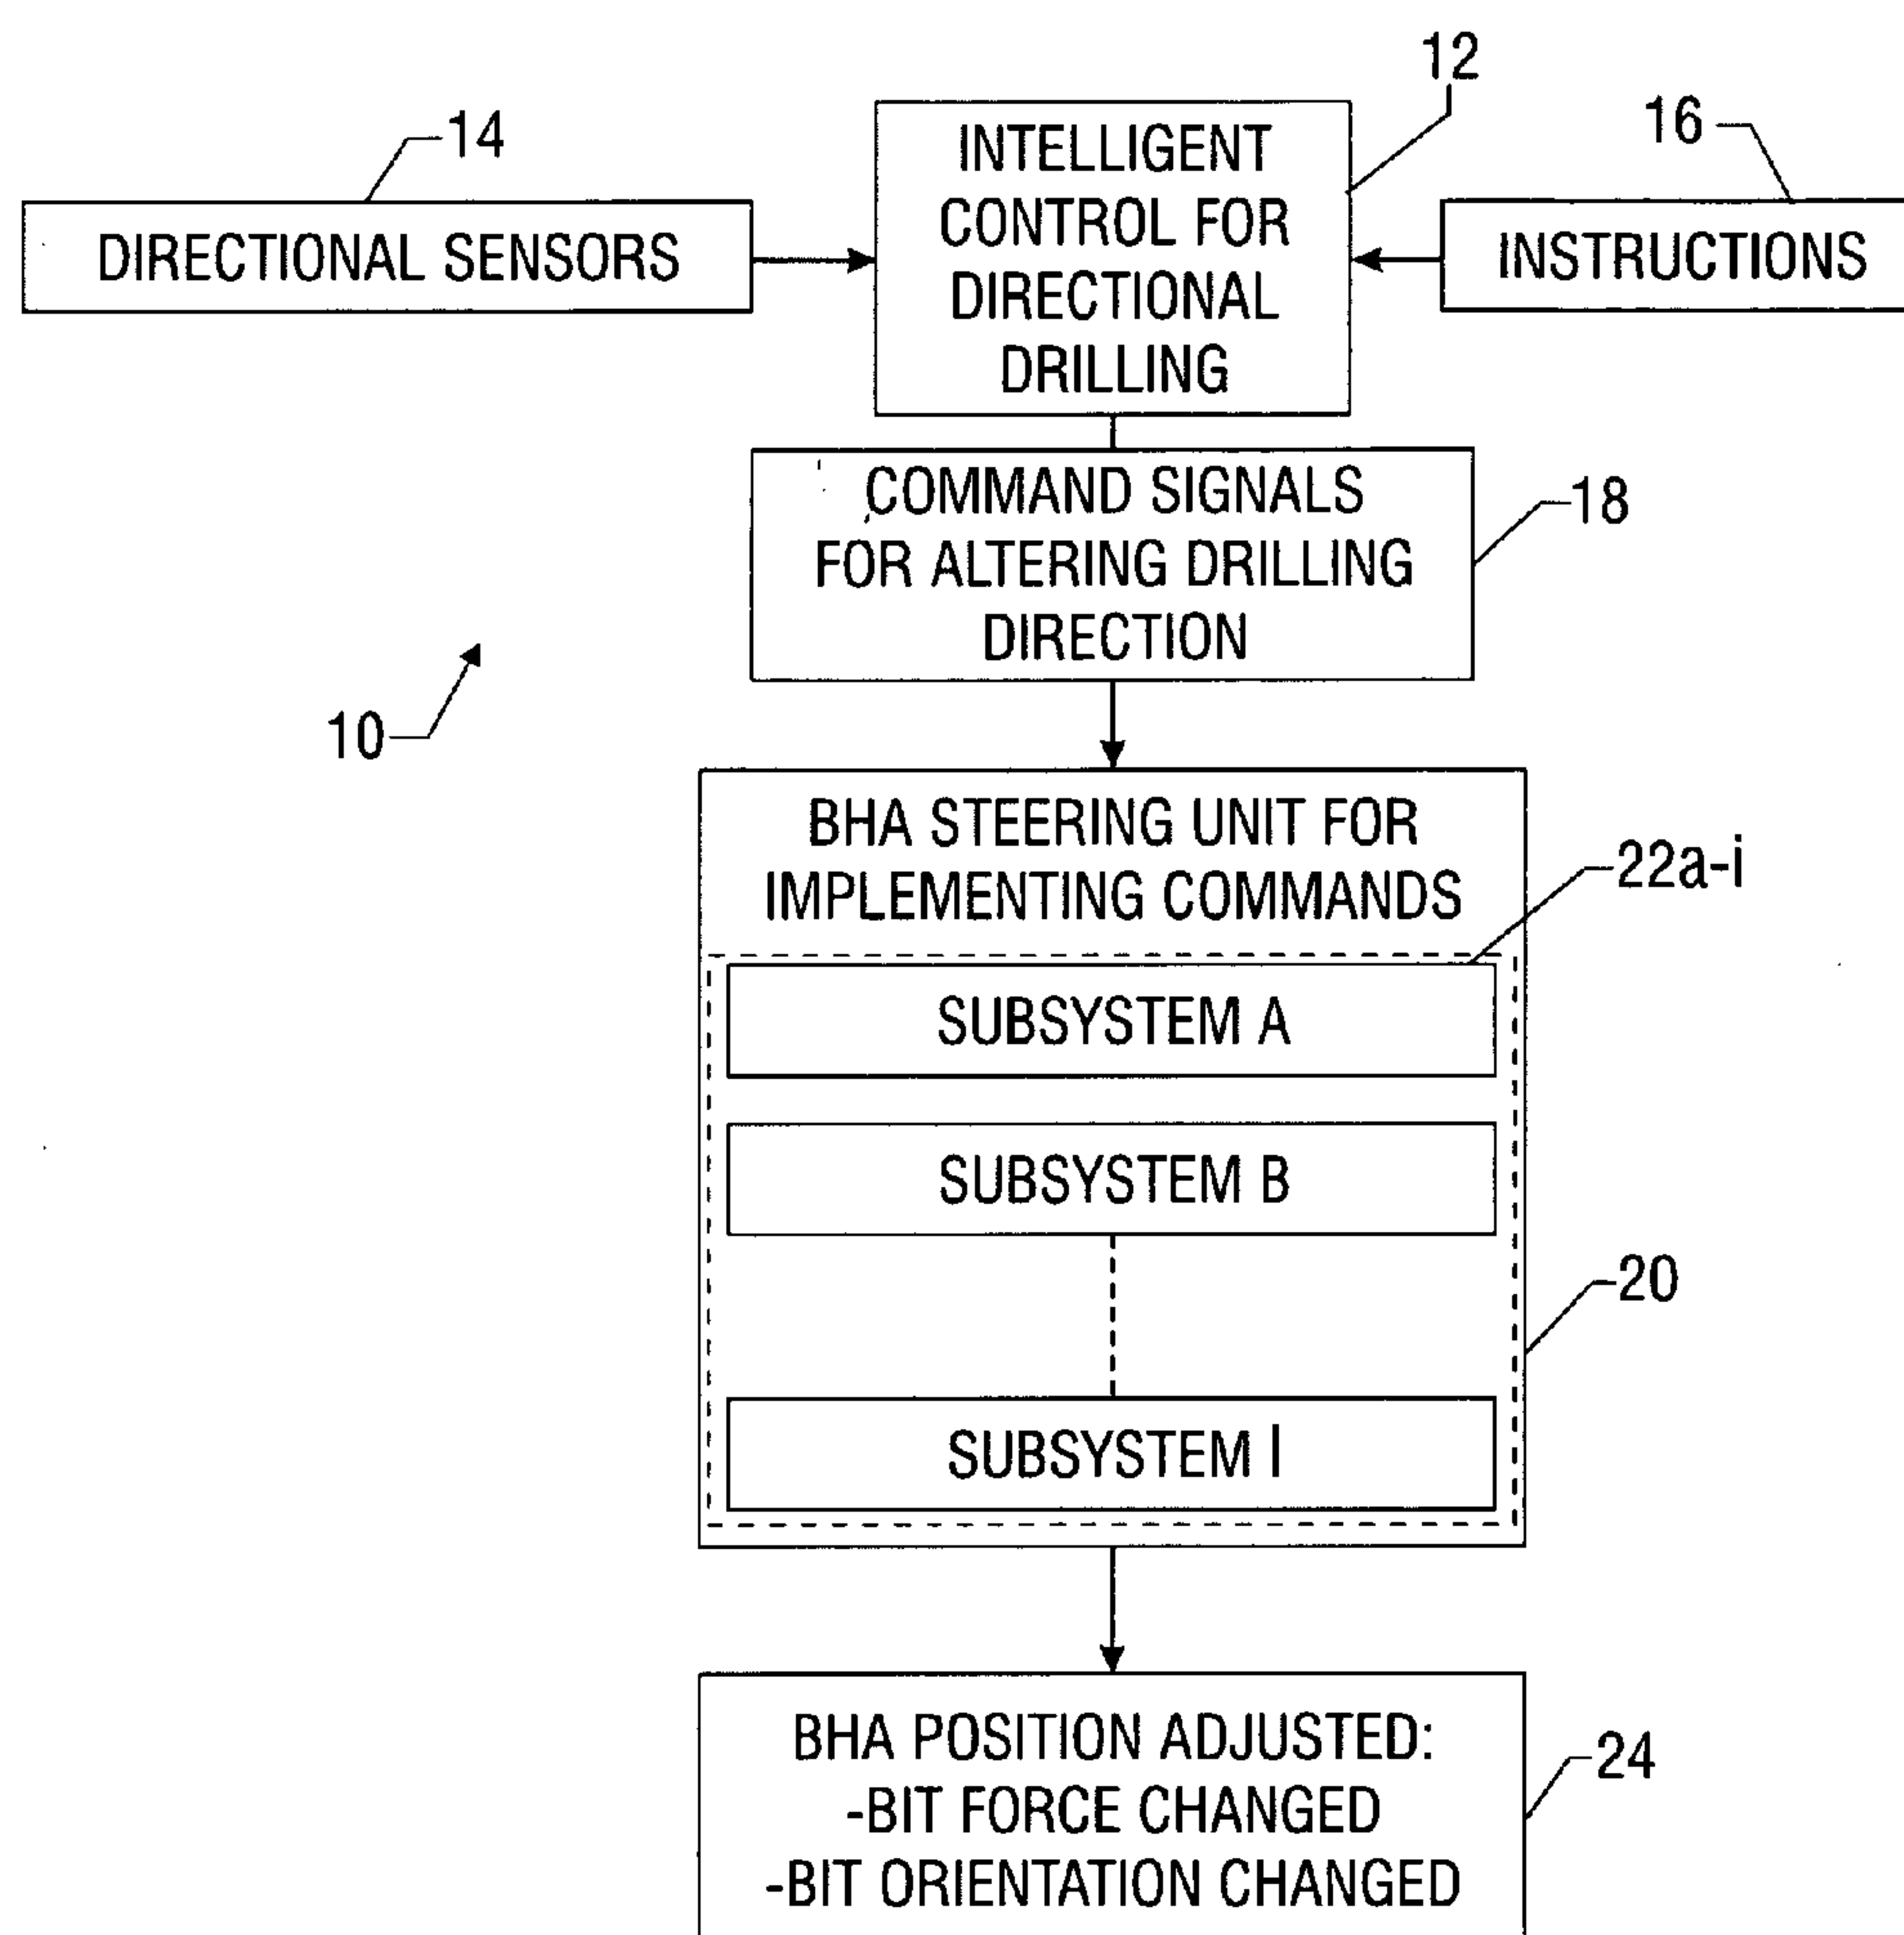 12
14
16
INTELLIGENT
CONTROL FOR
DIRECTIONAL
DRILLING
DIRECTIONAL SENSORS
INSTRUCTIONS
COMMAND SIGNALS
FOR ALTERING DRILLING
DIRECTION
18
10
BHA STEERING UNIT FOR
IMPLEMENTING COMMANDS
22a-i
SUBSYSTEM A
SUBSYSTEM B
20
SUBSYSTEM I
BHA POSITION ADJUSTED:
-BIT FORCE CHANGED
-BIT ORIENTATION CHANGED
24